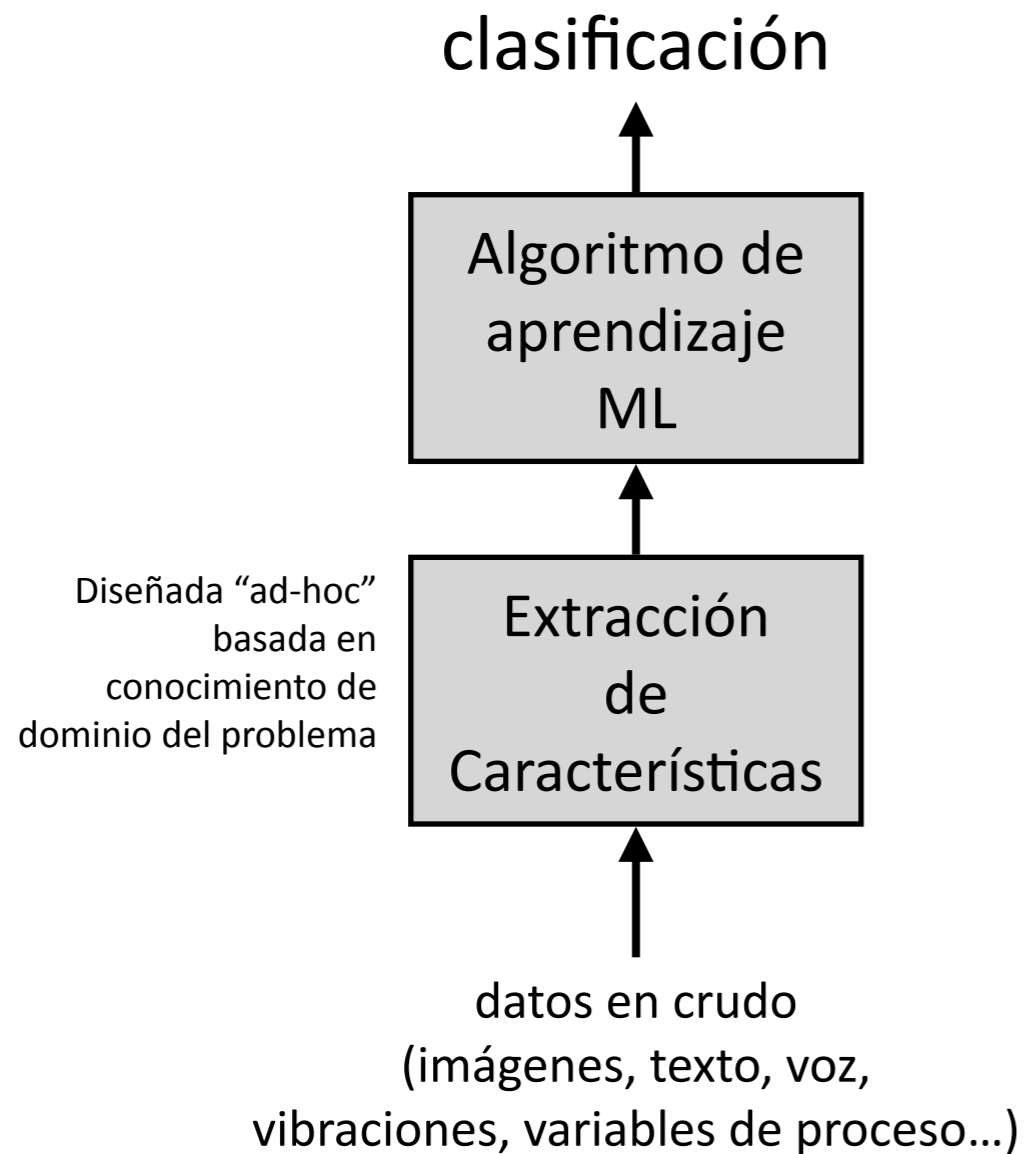 clasificación
Algoritmo de
aprendizaje
ML
Diseñada “ad-hoc”
basada en
conocimiento de
dominio del problema
Extracción
de
Características
datos en crudo
(imágenes, texto, voz,
vibraciones, variables de proceso…)